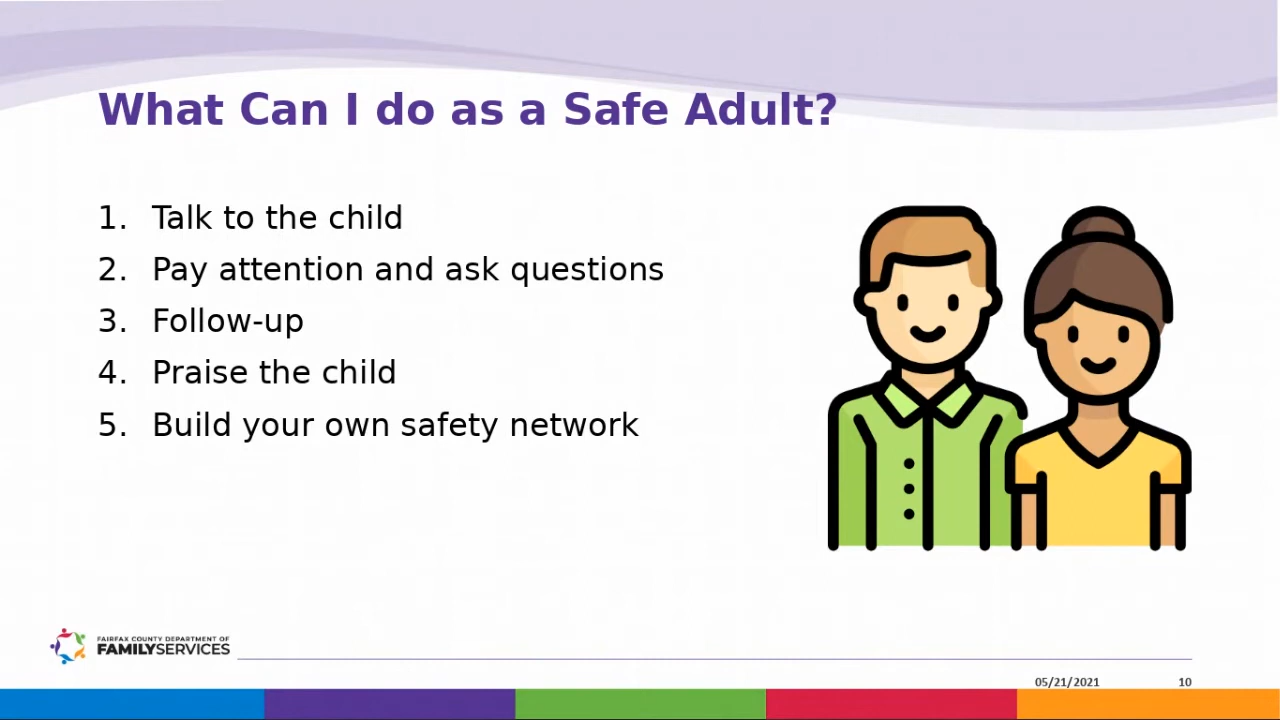 What Can I do as a Safe Adult?
1. Talk to the child
2. Pay attention and ask questions
3. Follow-up
4. Praise the child
5. Build your own safety network
FAIRFAX COUNTY DEPARTMENT OF
FAMILYSERVICES
05/21/2021 10